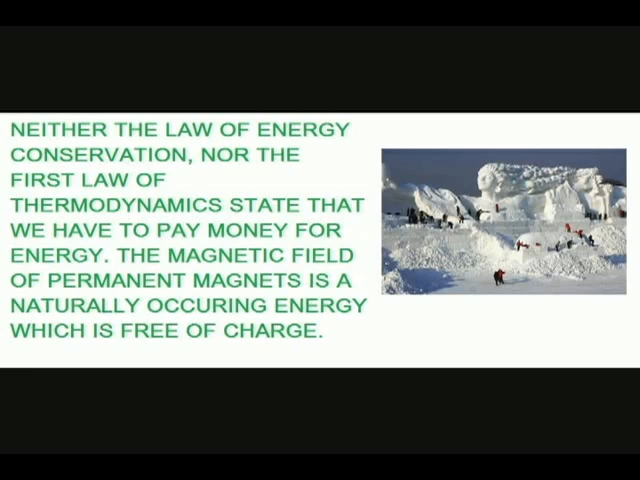 NEITHER THE LAW OF ENERGY
CONSERVATION, NOR THE
FIRST LAW OF
THERMODYNAMICS STATE THAT
WE HAVE TO PAY MONEY FOR
ENERGY. THE MAGNETIC FIELD
OF PERMANENT MAGNETS IS A
NATURALLY OCCURING ENERGY
WHICH IS FREE OF CHARGE.